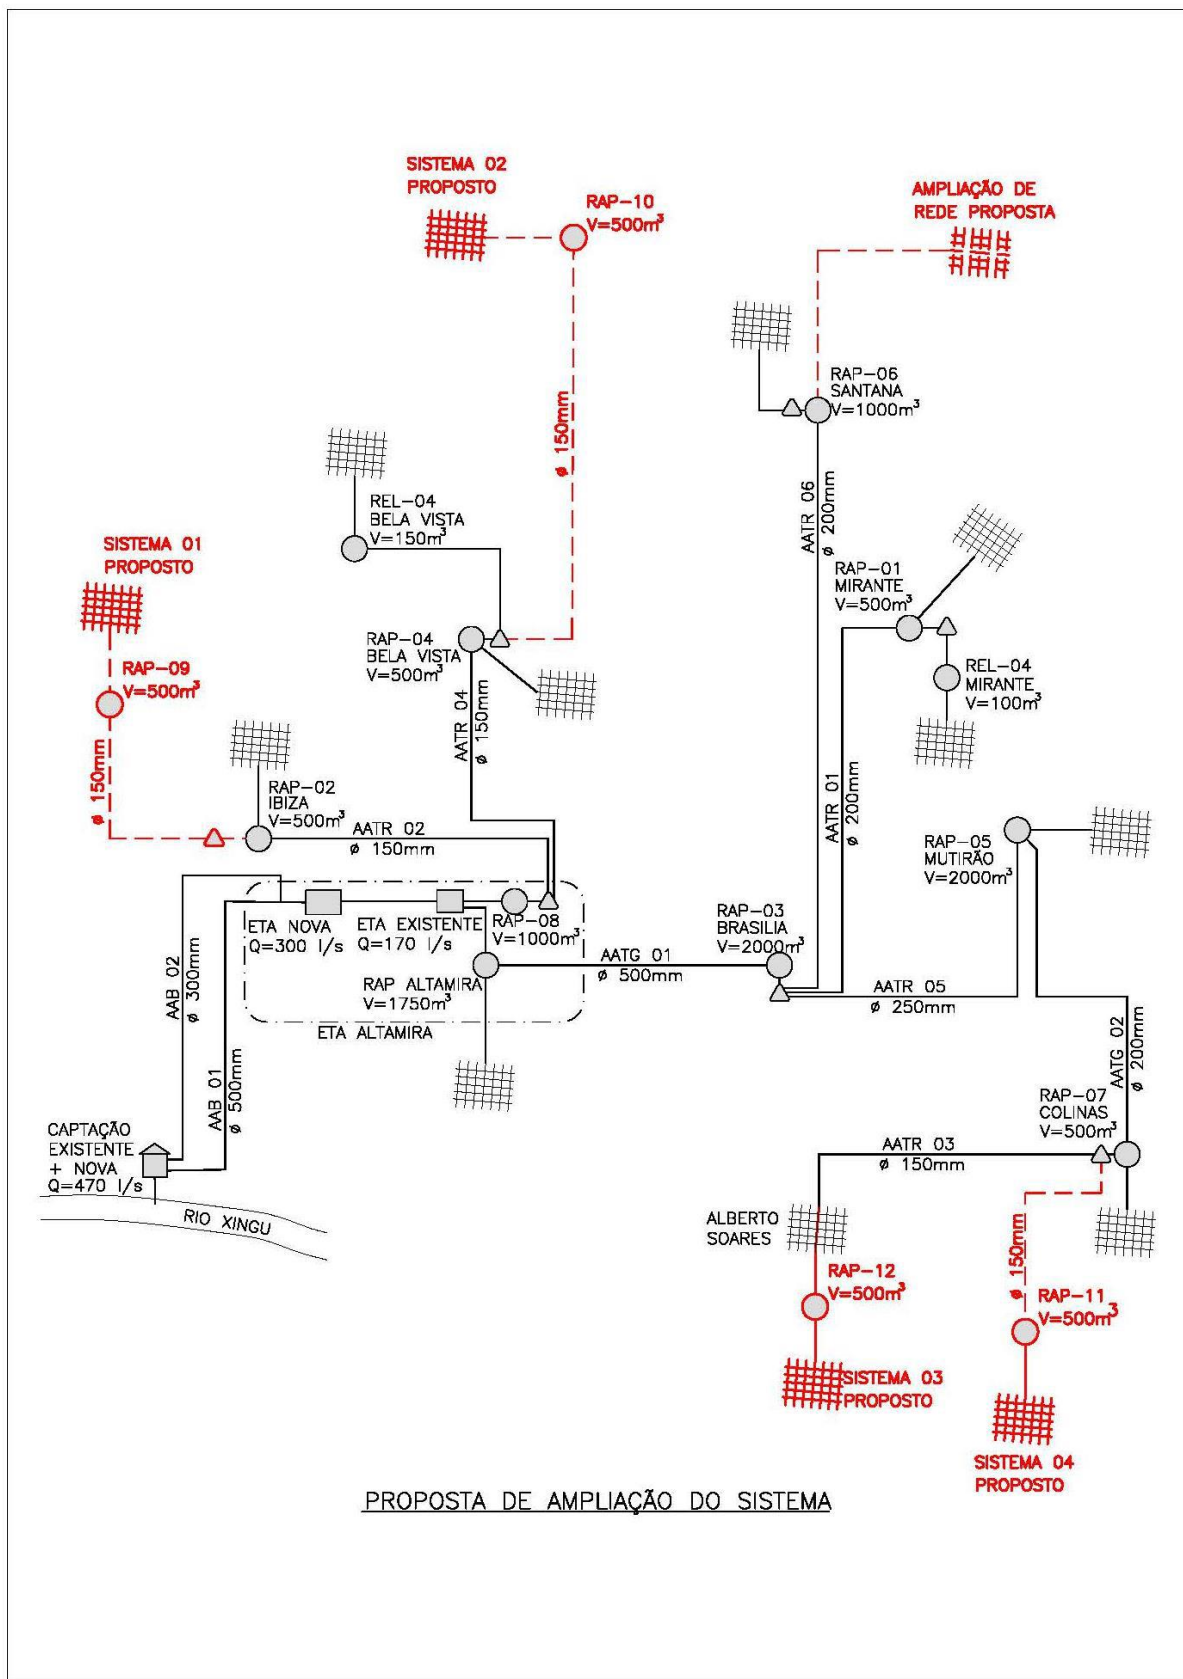 SISTEMA 02
PROPOSTO
RAP-10
V=500m³
AMPLIAÇÃO DE
REDE PROPOSTA
ø 150mm
RAP-06
SANTANA
V=1000m³
AATR 06
ø 200mm
REL-04
BELA VISTA
V=150m³
SISTEMA 01
PROPOSTO
RAP-01
MIRANTE
V=500m³
RAP-04
BELA VISTA
V=500m³
RAP-09
V=500m³
REL-04
MIRANTE
V=100m³
AATR 04
ø 150mm
ø 150mm
RAP-02
IBIZA
V=500m³
AATR 02
ø 150mm
AATR 01
ø 200mm
RAP-05
MUTIRÃO
V=2000m³
ETA NOVA
Q=300 l/s
ETA EXISTENTE
Q=170 l/s
RAP-08
V=1000m³
RAP-03
BRASILIA
V=2000m³
AATG 01
ø 500mm
RAP ALTAMIRA
V=1750m³
ETA ALTAMIRA
AATR 05
ø 250mm
AAB 02
ø 300mm
AAB 01
ø 500mm
AATG 02
ø 200mm
RAP-07
COLINAS
V=500m³
CAPTAÇÃO
EXISTENTE
+ NOVA
Q=470 l/s
RIO XINGU
AATR 03
ø 150mm
ALBERTO
SOARES
ø 150mm
RAP-12
V=500m³
RAP-11
V=500m³
SISTEMA 03
PROPOSTO
SISTEMA 04
PROPOSTO
PROPOSTA DE AMPLIAÇÃO DO SISTEMA